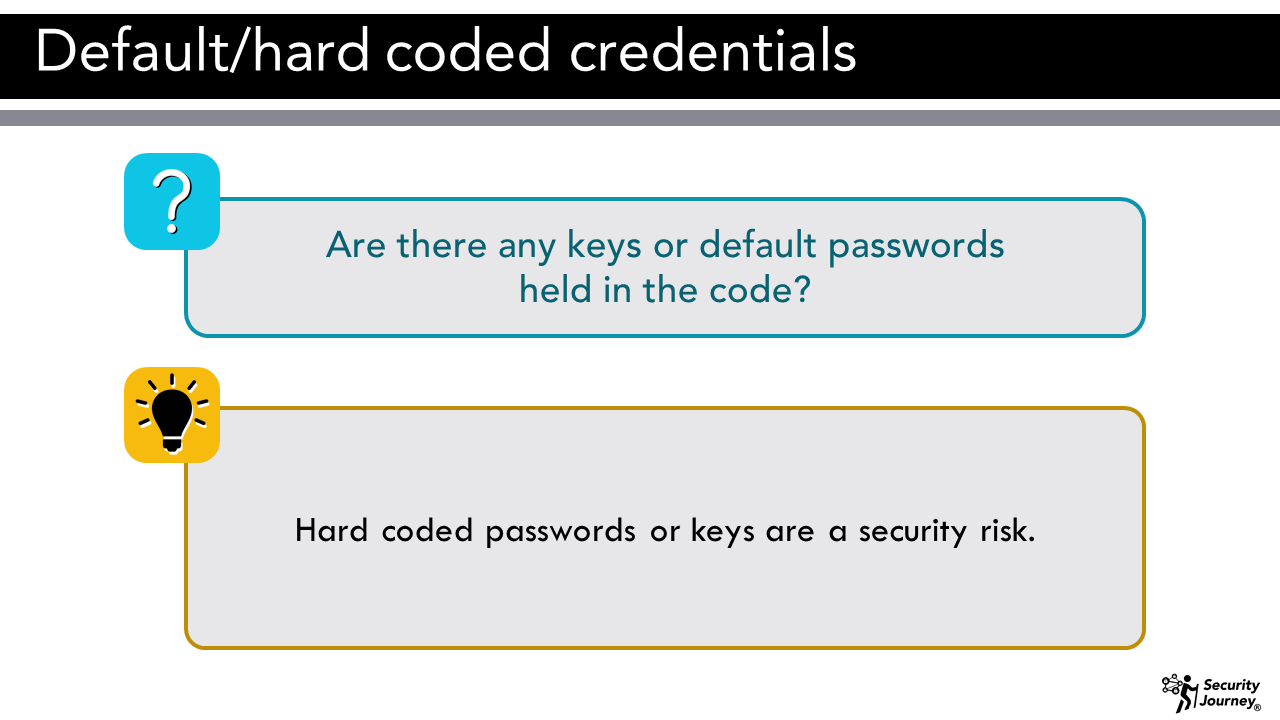 Default/hard coded credentials
?
Are there any keys or default passwords
held in the code?
Hard coded passwords or keys are a security risk.
Security
Journey®